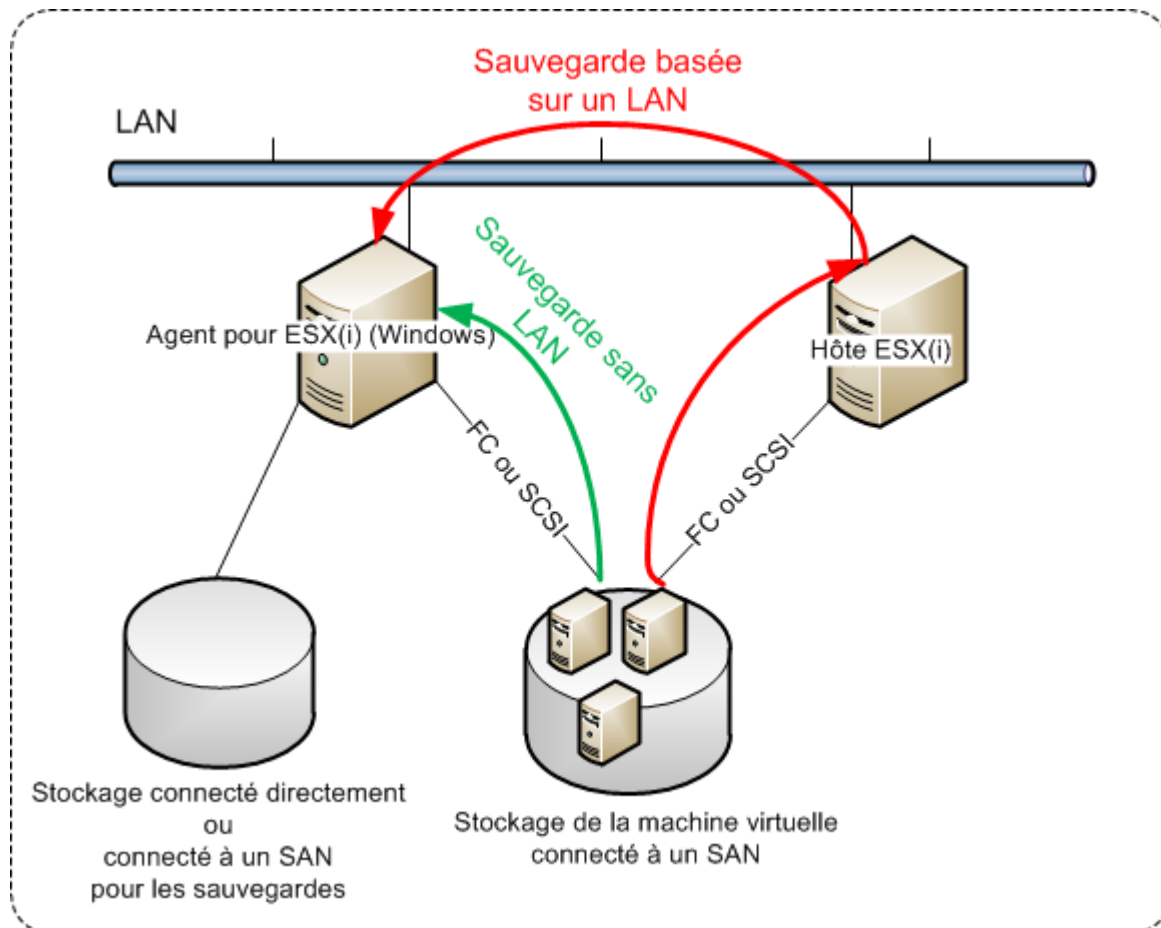 Sauvegarde basée
sur un LAN
LAN
Sauvegarde sans
LAN
Agent pour ESX(i) (Windows)
Hôte ESX(i)
FC ou SCSI
FC ou SCSI
Stockage connecté directement
ou
connecté à un SAN
pour les sauvegardes
Stockage de la machine virtuelle
connecté à un SAN